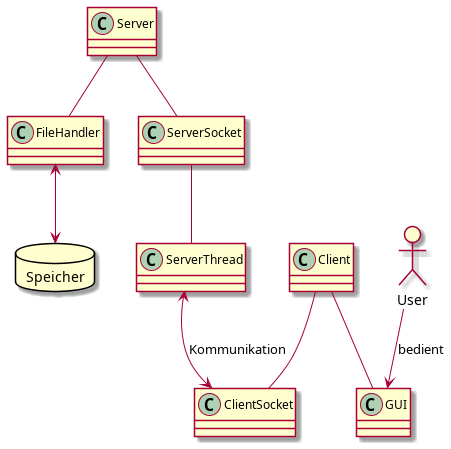 C Server
C FileHandler
C ServerSocket
Speicher
C ServerThread
C Client
User
Kommunikation
bedient
C ClientSocket
C GUI